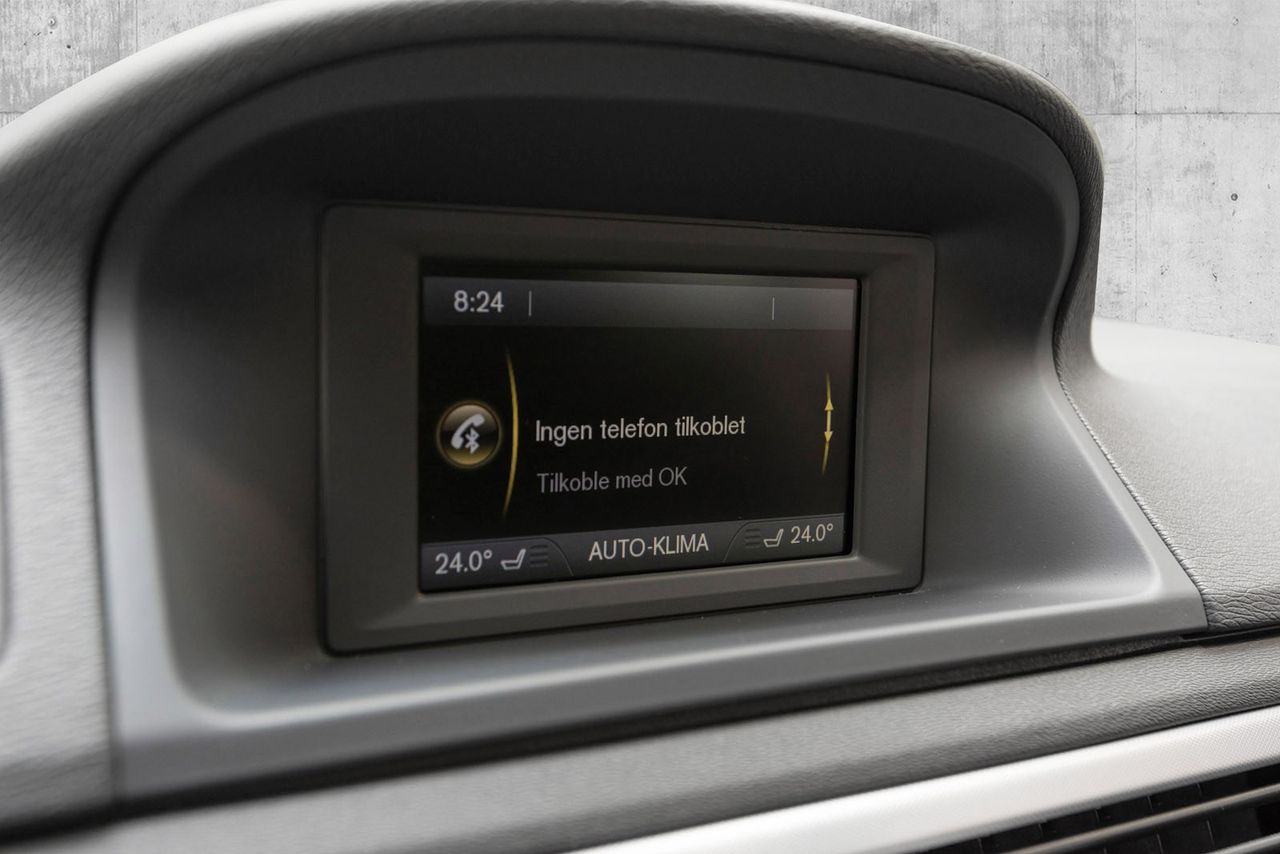 8:24
Ingen telefon tilkoblet
Tilkoble med OK
24.0° AUTO-KLIMA 24.0°